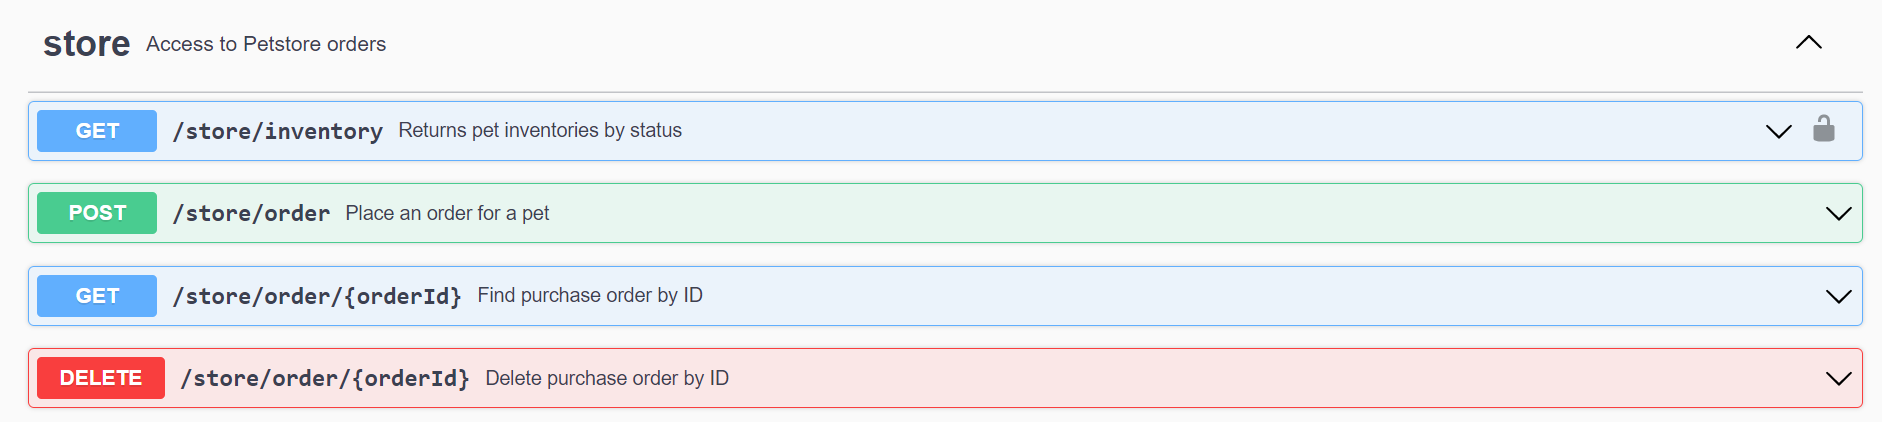 store Access to Petstore orders
GET /store/inventory Returns pet inventories by status
POST /store/order Place an order for a pet
GET /store/order/{orderId} Find purchase order by ID
DELETE /store/order/{orderId} Delete purchase order by ID